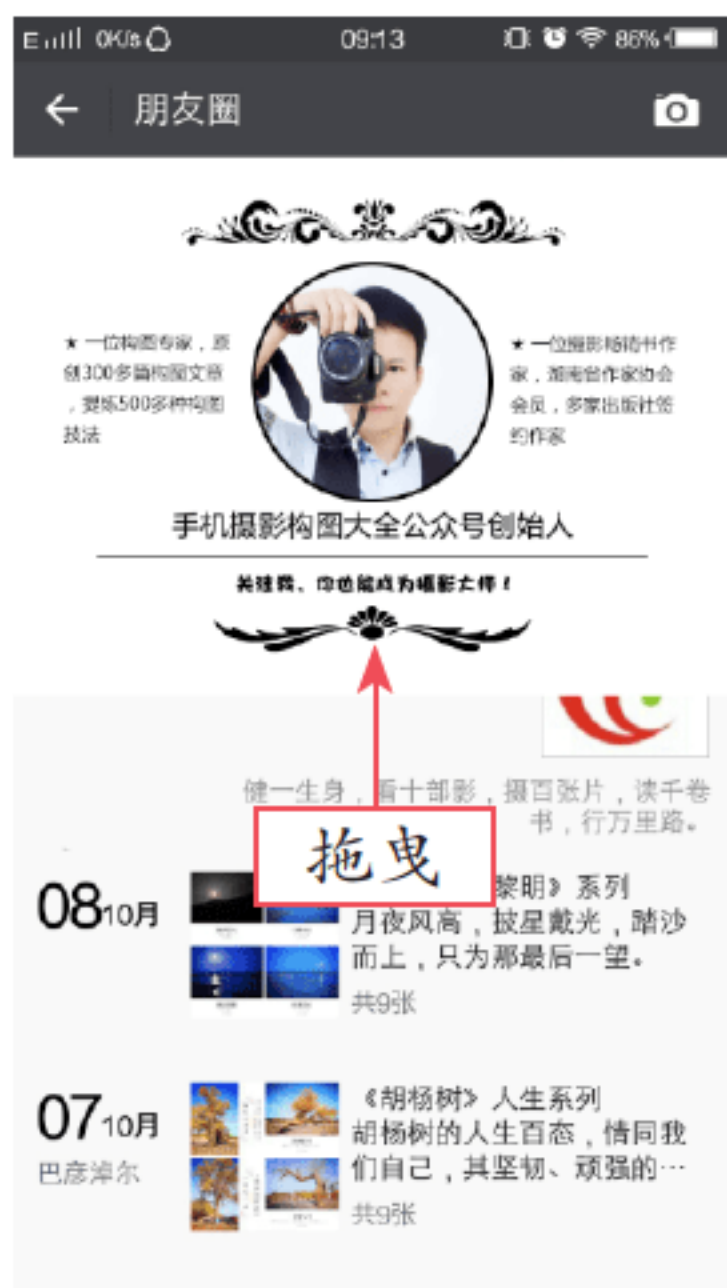 E 0K/s 09:13 86%
朋友圈
★ 一位构图专家，原
创300多篇构图文章
，提炼500多种构图
技法
★ 一位摄影畅销书作
家，湖南省作家协会
会员，多家出版社签
约作家
手机摄影构图大全公众号创始人
关注我、你也能成为摄影大师！
健一生身，看十部影，摄百张片，读千卷
书，行万里路。
拖曳
08 10月
黎明》系列
月夜风高，披星戴光，踏沙
而上，只为那最后一望。
共9张
07 10月
巴彦淖尔
《胡杨树》人生系列
胡杨树的人生百态，情同我
们自己，其坚韧、顽强的…
共9张